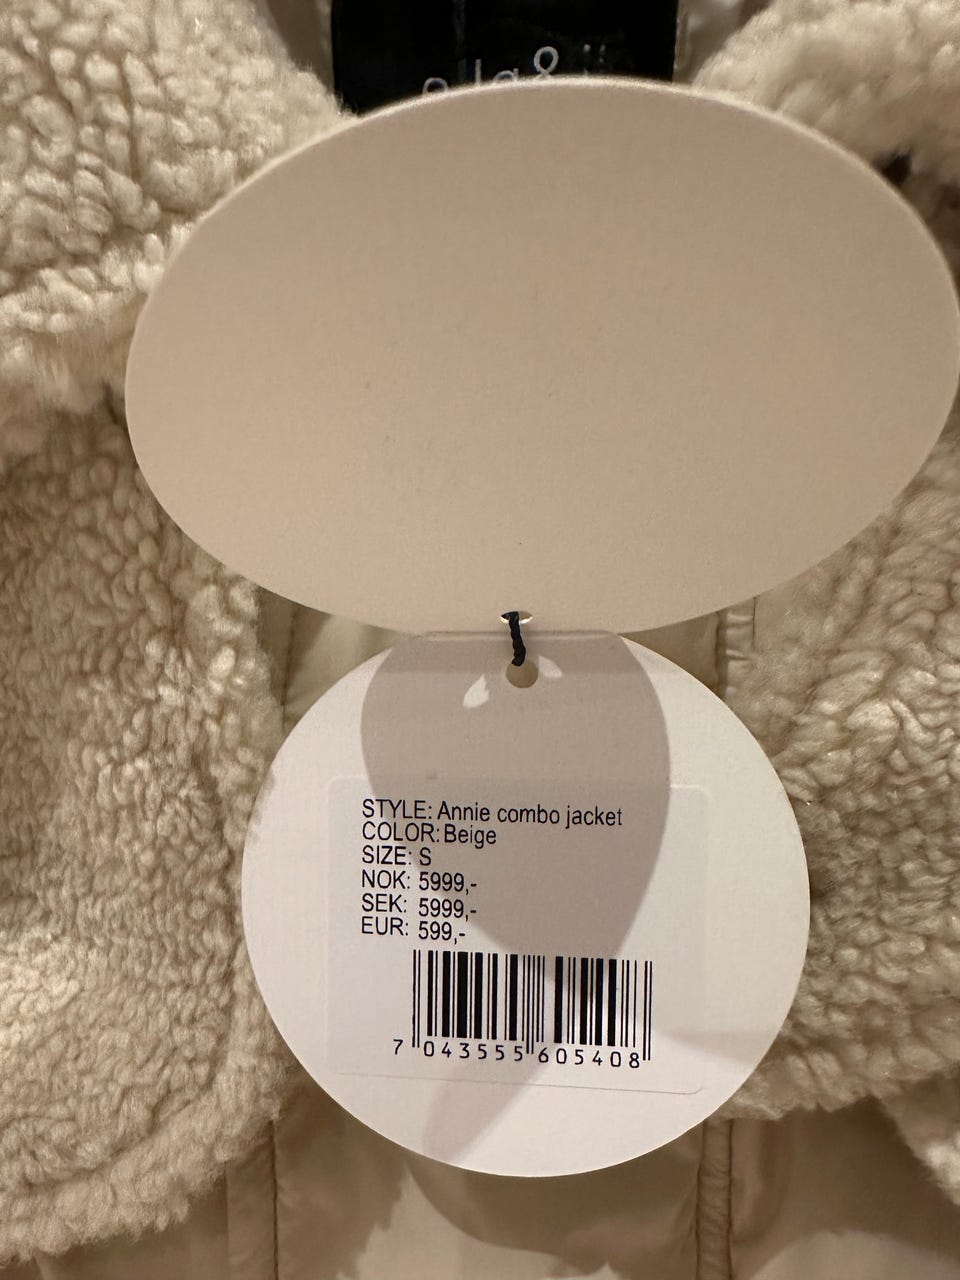 STYLE: Annie combo jacket
COLOR: Beige
SIZE: S
NOK: 5999,-
SEK: 5999,-
EUR: 599,-
7 043555 605408